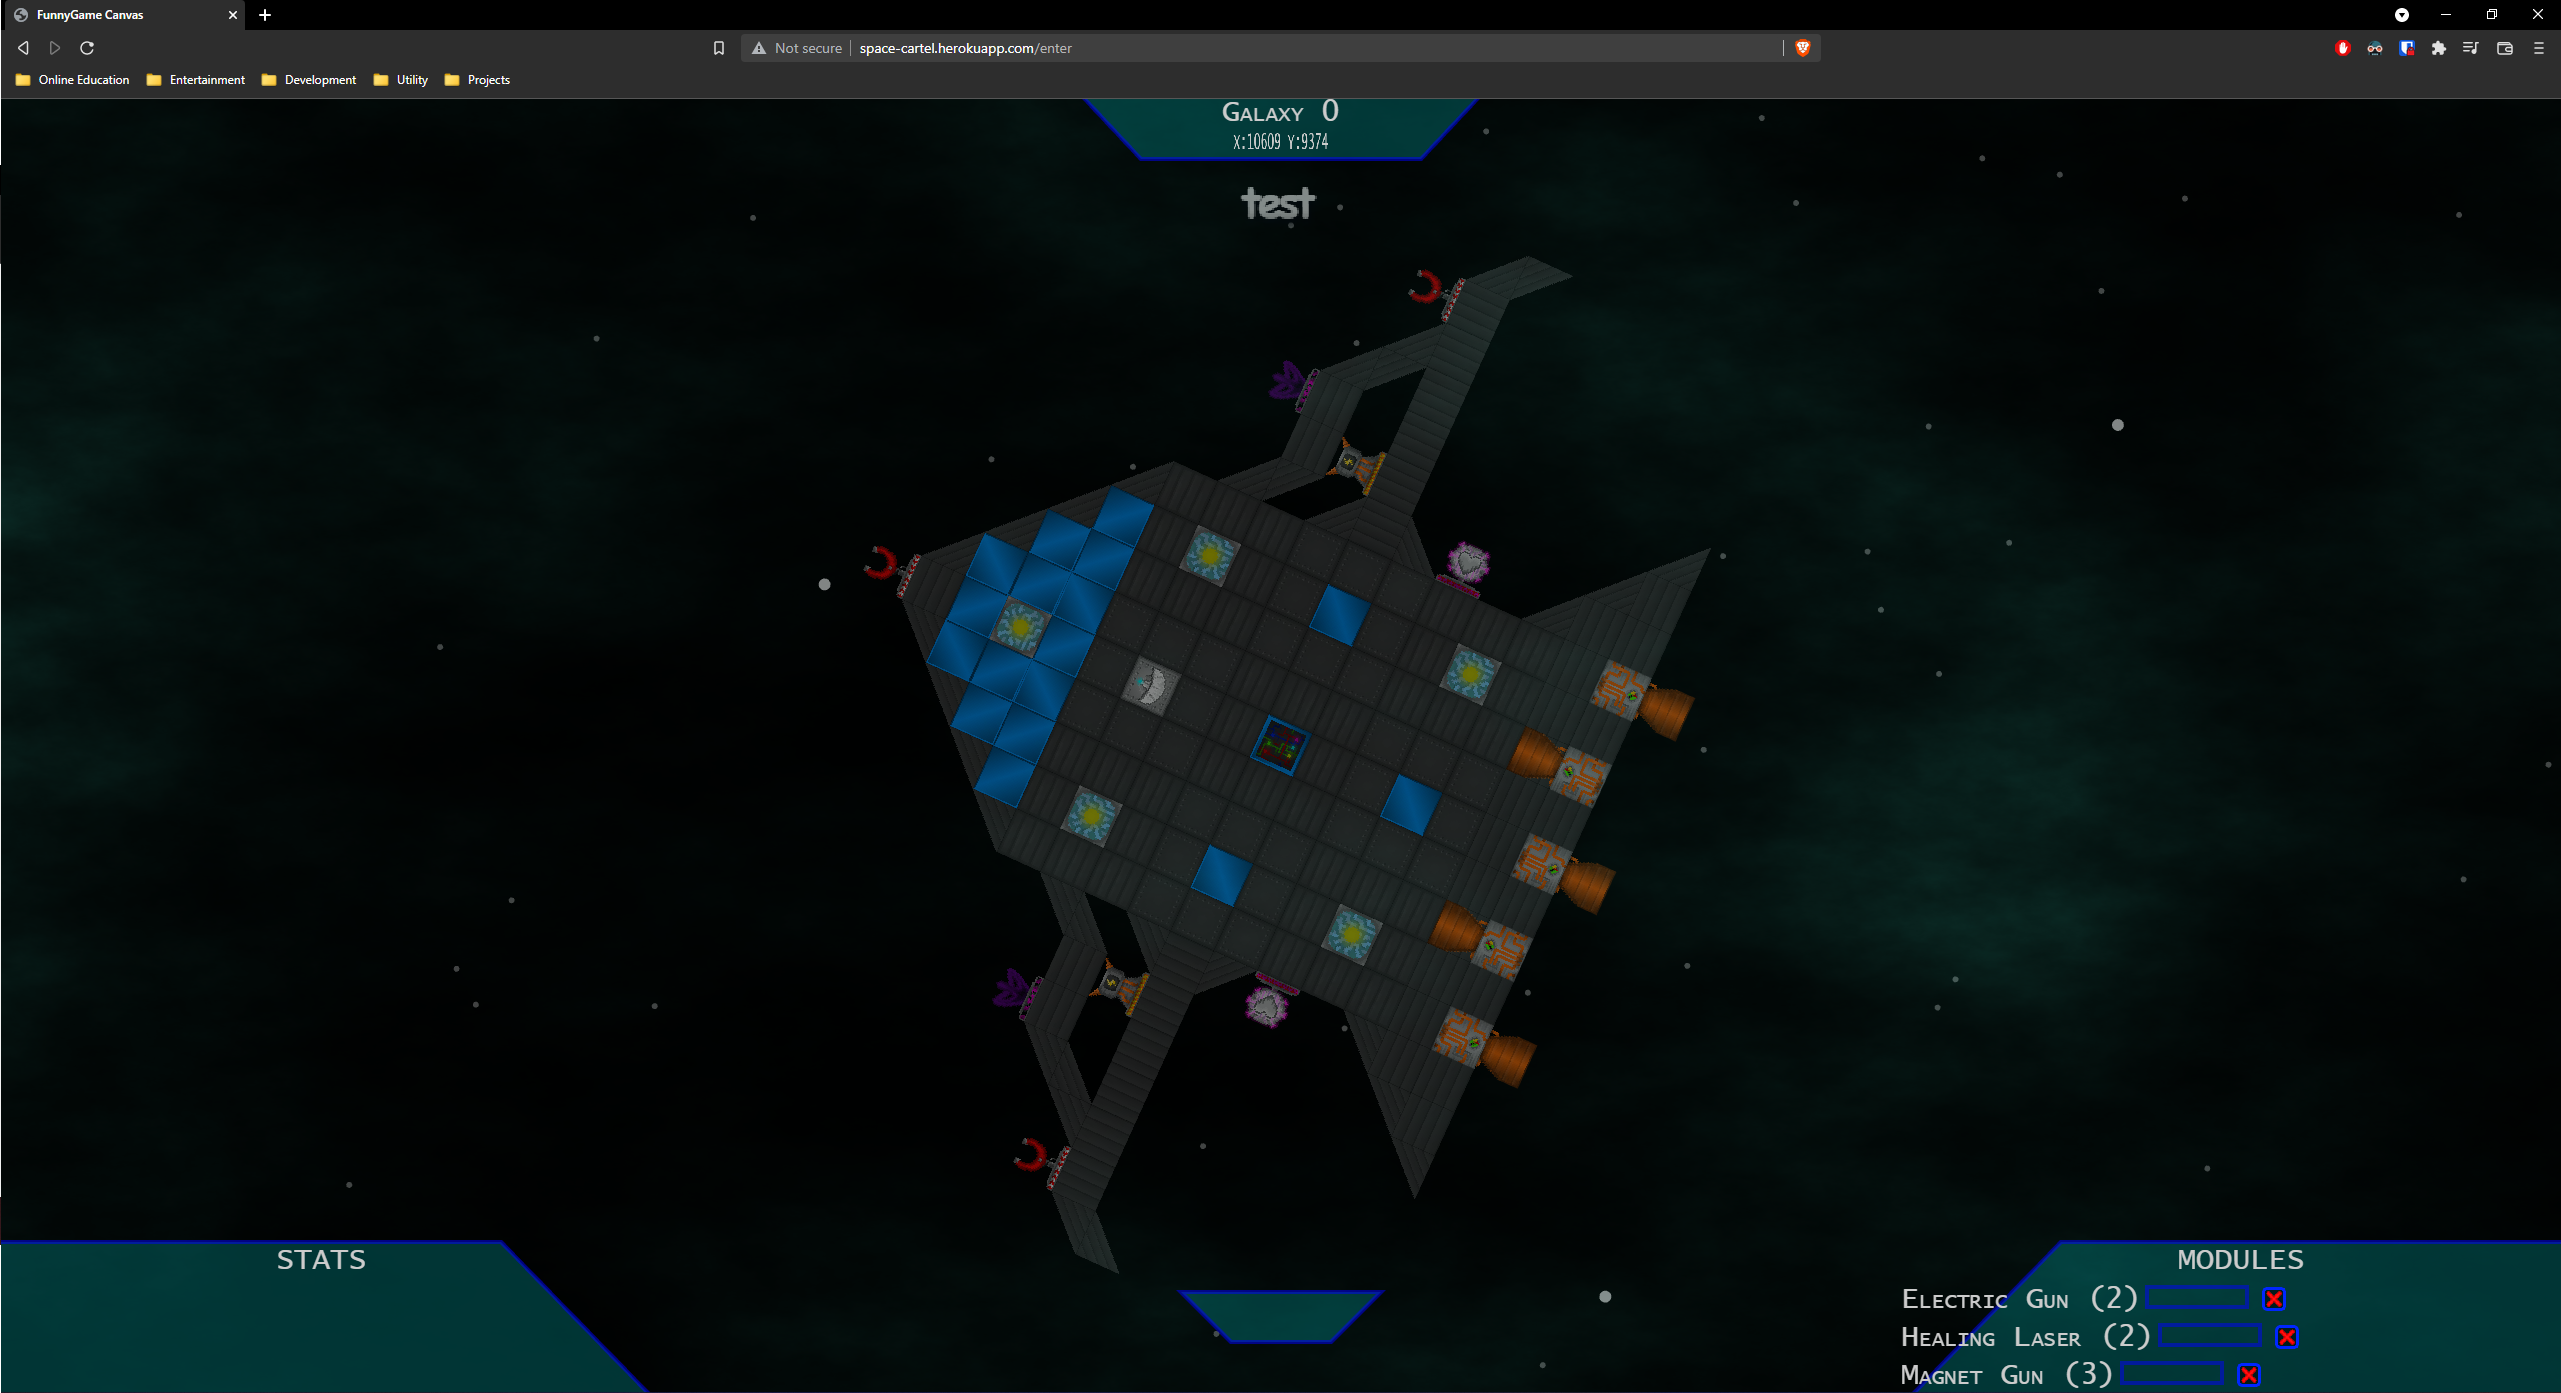 FunnyGame Canvas
Not secure space-cartel.herokuapp.com/enter
Online Education Entertainment Development Utility Projects
Galaxy 0
X:10609 Y:9374
test
STATS
MODULES
Electric Gun (2)
Healing Laser (2)
Magnet Gun (3)